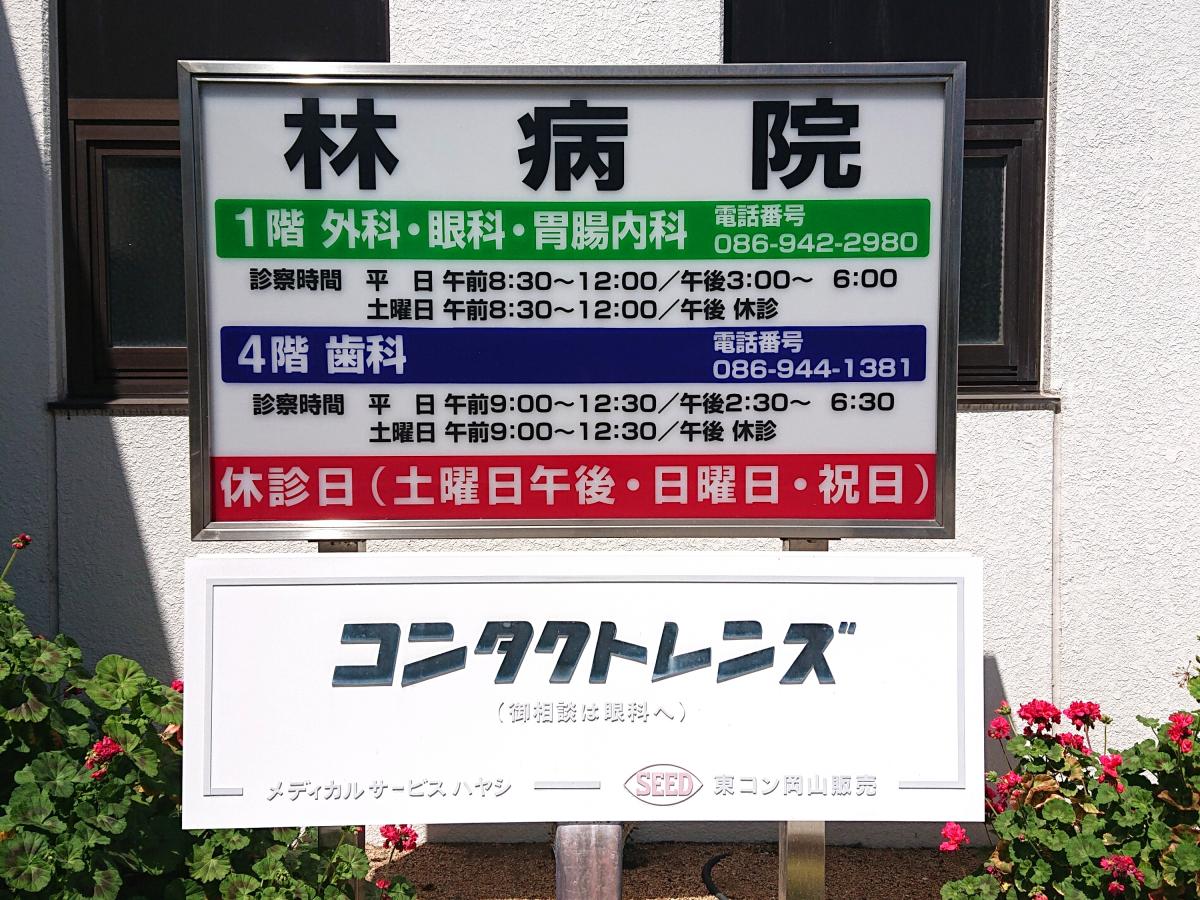 林病院
1階 外科・眼科・胃腸内科 電話番号 086-942-2980
診察時間 平 日 午前8:30～12:00／午後3:00～ 6:00
土曜日 午前8:30～12:00／午後 休診
4階 歯科 電話番号 086-944-1381
診察時間 平 日 午前9:00～12:30／午後2:30～ 6:30
土曜日 午前9:00～12:30／午後 休診
休診日（土曜日午後・日曜日・祝日）
コンタクトレンズ
（御相談は眼科へ）
メディカルサービスハヤシ SEED 東コン岡山販売